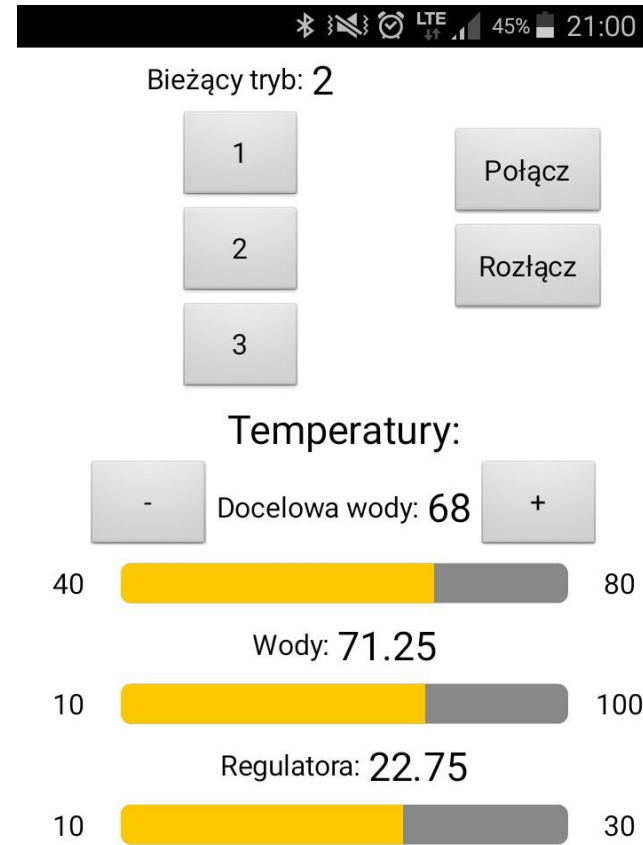 LTE 45% 21:00
Bieżący tryb: 2
1
Połącz
2
Rozłącz
3
Temperatury:
- Docelowa wody: 68 +
40 80
Wody: 71.25
10 100
Regulatora: 22.75
10 30